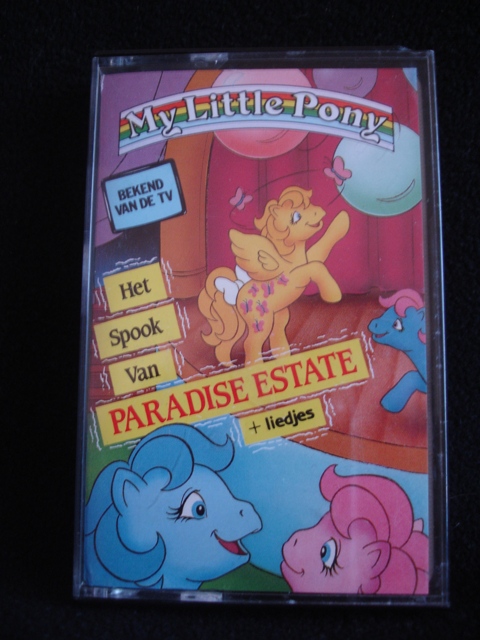 My Little Pony
BEKEND
VAN DE TV
Het
Spook
Van
PARADISE ESTATE
+ liedjes